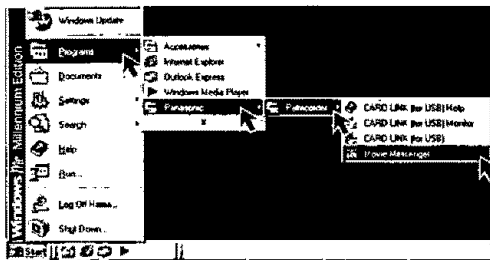 Windows Update
Programs
Documents
Settings
Search
Help
Run...
Log Off Hama...
Shut Down...
Windows Me Millennium Edition
Start
Accessories
Internet Explorer
Outlook Express
Windows Media Player
Panasonic
Palmcorder
CARD LINK (for USB) Help
CARD LINK (for USB) Monitor
CARD LINK (for USB)
Movie Messenger